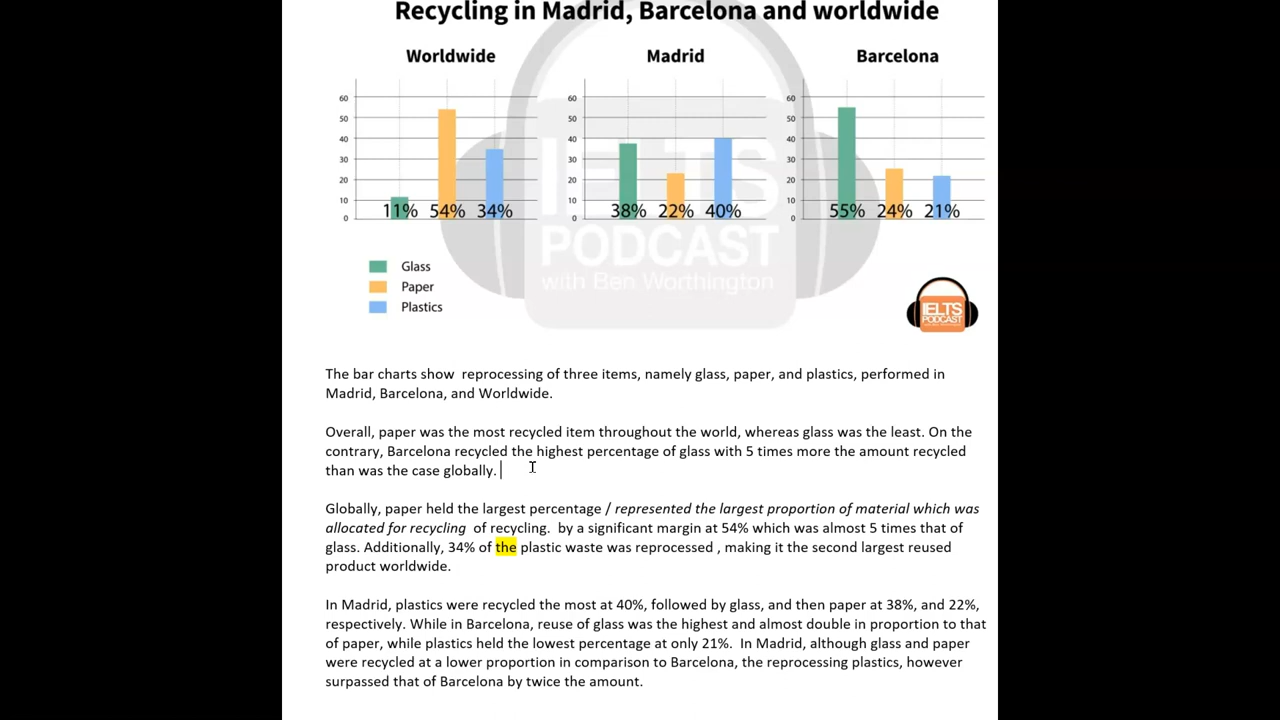 Recycling in Madrid, Barcelona and worldwide
Worldwide
Madrid
Barcelona
60
50
40
30
20
10
0
11% 54% 34%
60
50
40
30
20
10
0
38% 22% 40%
60
50
40
30
20
10
0
55% 24% 21%
IELTS
PODCAST
with Ben Worthington
Glass
Paper
Plastics
IELTS
PODCAST
The bar charts show  reprocessing of three items, namely glass, paper, and plastics, performed in
Madrid, Barcelona, and Worldwide.
Overall, paper was the most recycled item throughout the world, whereas glass was the least. On the
contrary, Barcelona recycled the highest percentage of glass with 5 times more the amount recycled
than was the case globally.
Globally, paper held the largest percentage / represented the largest proportion of material which was
allocated for recycling  of recycling.  by a significant margin at 54% which was almost 5 times that of
glass. Additionally, 34% of the plastic waste was reprocessed , making it the second largest reused
product worldwide.
In Madrid, plastics were recycled the most at 40%, followed by glass, and then paper at 38%, and 22%,
respectively. While in Barcelona, reuse of glass was the highest and almost double in proportion to that
of paper, while plastics held the lowest percentage at only 21%.  In Madrid, although glass and paper
were recycled at a lower proportion in comparison to Barcelona, the reprocessing plastics, however
surpassed that of Barcelona by twice the amount.